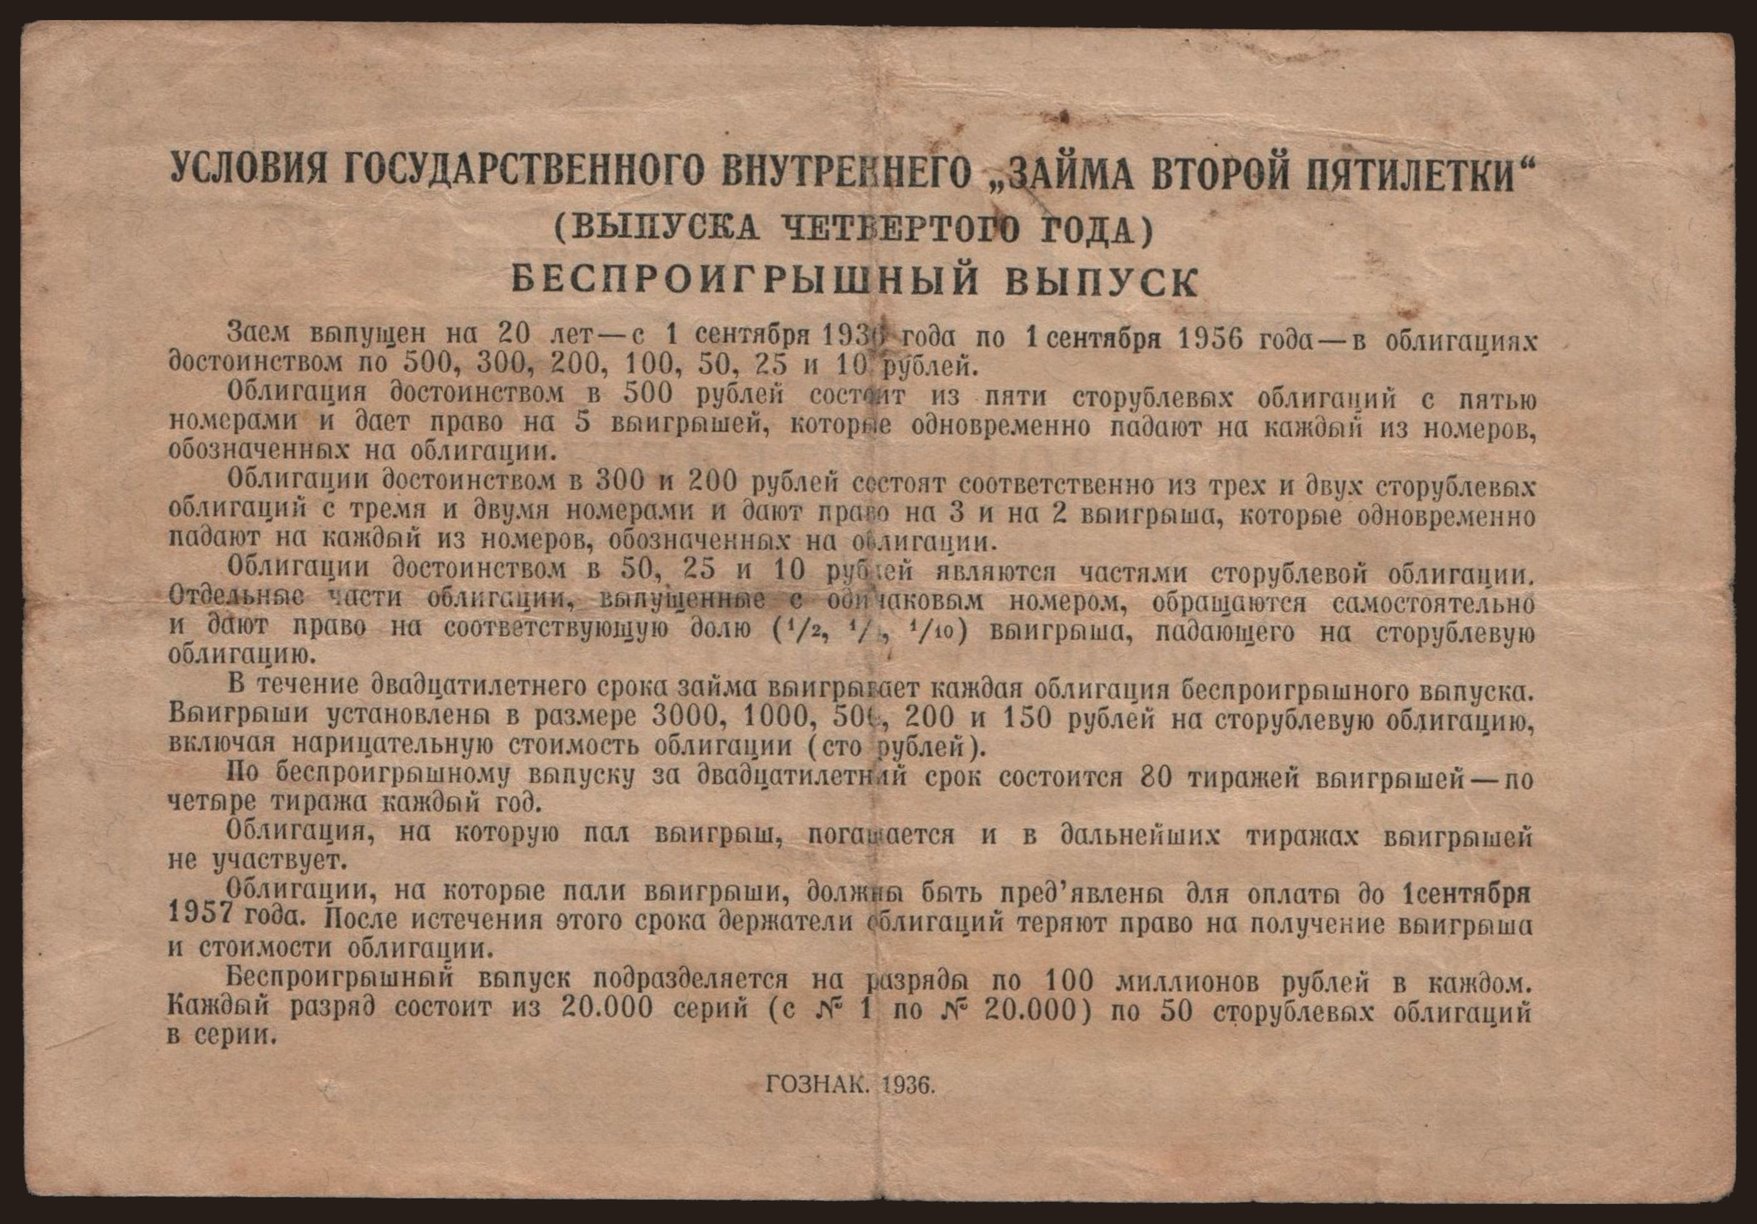 УСЛОВИЯ ГОСУДАРСТВЕННОГО ВНУТРЕННЕГО „ЗАЙМА ВТОРОЙ ПЯТИЛЕТКИ“
(ВЫПУСКА ЧЕТВЕРТОГО ГОДА)
БЕСПРОИГРЫШНЫЙ ВЫПУСК
Заем выпущен на 20 лет — с 1 сентября 1936 года по 1 сентября 1956 года — в облигациях
достоинством по 500, 300, 200, 100, 50, 25 и 10 рублей.
Облигация достоинством в 500 рублей состоит из пяти сторублевых облигаций с пятью
номерами и дает право на 5 выигрышей, которые одновременно падают на каждый из номеров,
обозначенных на облигации.
Облигации достоинством в 300 и 200 рублей состоят соответственно из трех и двух сторублевых
облигаций с тремя и двумя номерами и дают право на 3 и на 2 выигрыша, которые одновременно
падают на каждый из номеров, обозначенных на облигации.
Облигации достоинством в 50, 25 и 10 рублей являются частями сторублевой облигации.
Отдельные части облигации, выпущенные с одинаковым номером, обращаются самостоятельно
и дают право на соответствующую долю (1/2, 1/ , 1/10) выигрыша, падающего на сторублевую
облигацию.
В течение двадцатилетнего срока займа выигрывает каждая облигация беспроигрышного выпуска.
Выигрыши установлены в размере 3000, 1000, 500, 200 и 150 рублей на сторублевую облигацию,
включая нарицательную стоимость облигации (сто рублей).
По беспроигрышному выпуску за двадцатилетний срок состоится 80 тиражей выигрышей — по
четыре тиража каждый год.
Облигация, на которую пал выигрыш, погашается и в дальнейших тиражах выигрышей
не участвует.
Облигации, на которые пали выигрыши, должны быть пред’явлены для оплаты до 1 сентября
1957 года. После истечения этого срока держатели облигаций теряют право на получение выигрыша
и стоимости облигации.
Беспроигрышный выпуск подразделяется на разряды по 100 миллионов рублей в каждом.
Каждый разряд состоит из 20.000 серий (с № 1 по № 20.000) по 50 сторублевых облигаций
в серии.
ГОЗНАК. 1936.